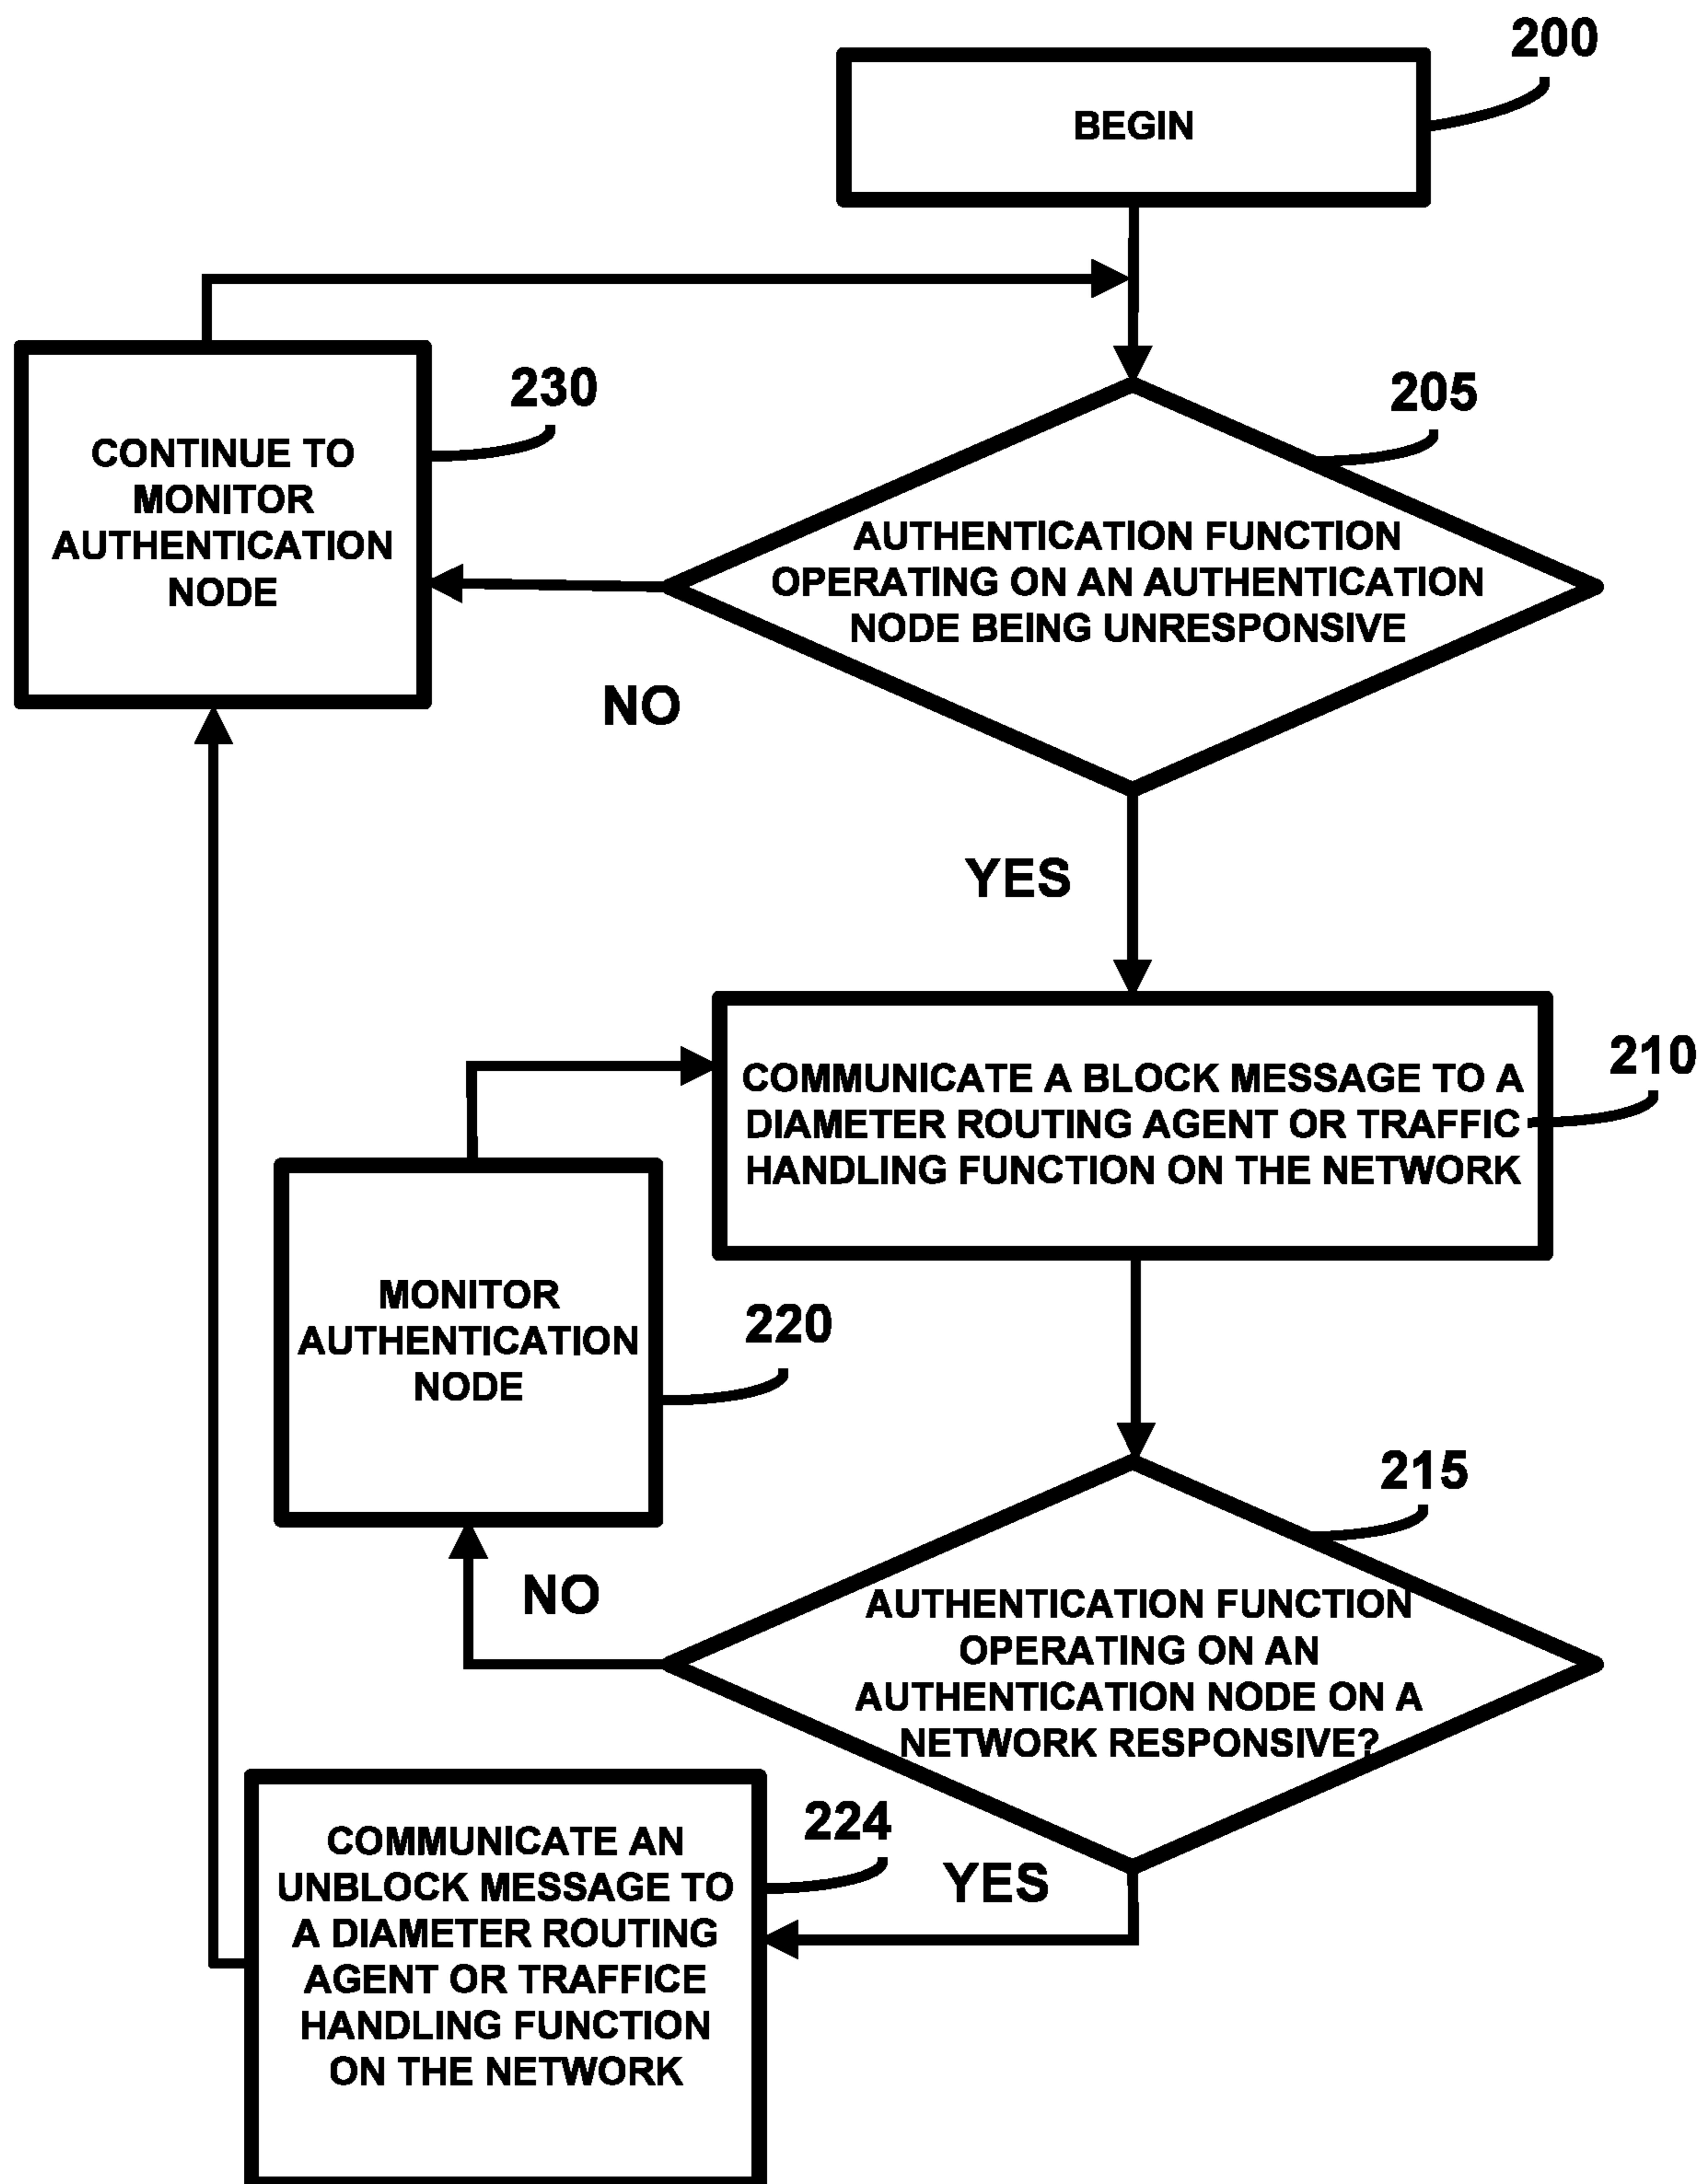 200
BEGIN
230
CONTINUE TO
MONITOR
AUTHENTICATION
NODE
205
AUTHENTICATION FUNCTION
OPERATING ON AN AUTHENTICATION
NODE BEING UNRESPONSIVE
NO
YES
210
COMMUNICATE A BLOCK MESSAGE TO A
DIAMETER ROUTING AGENT OR TRAFFIC
HANDLING FUNCTION ON THE NETWORK
MONITOR
AUTHENTICATION
NODE
220
215
AUTHENTICATION FUNCTION
OPERATING ON AN
AUTHENTICATION NODE ON A
NETWORK RESPONSIVE?
NO
YES
224
COMMUNICATE AN
UNBLOCK MESSAGE TO
A DIAMETER ROUTING
AGENT OR TRAFFICE
HANDLING FUNCTION
ON THE NETWORK